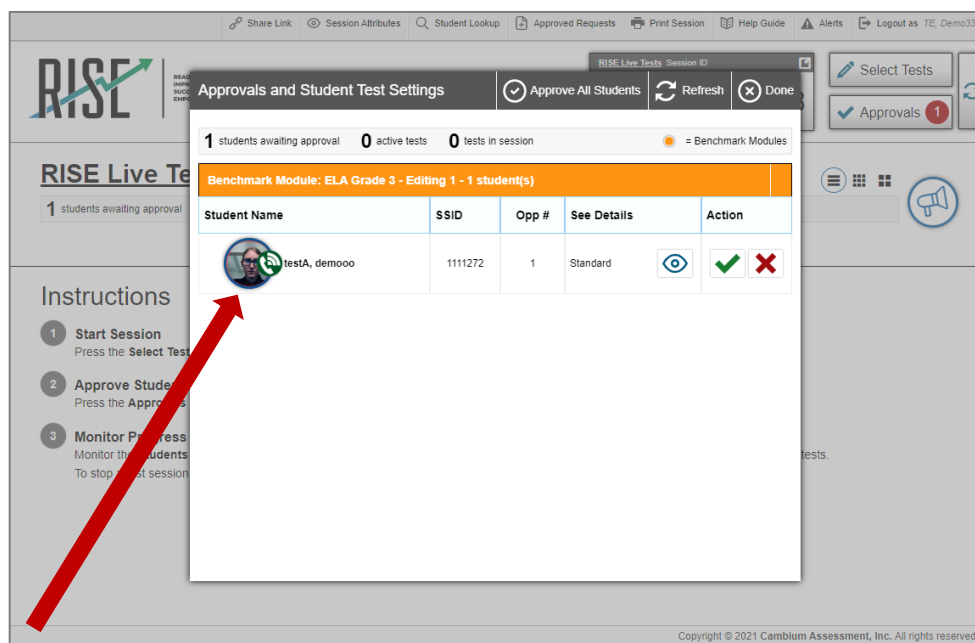 Share Link Session Attributes Student Lookup Approved Requests Print Session Help Guide Alerts Logout as TE, Demo33
RISE
RISE Live Tests Session ID
Select Tests
Approvals 1
Approvals and Student Test Settings Approve All Students Refresh Done
1 students awaiting approval 0 active tests 0 tests in session = Benchmark Modules
RISE Live Te
1 students awaiting approval
Benchmark Module: ELA Grade 3 - Editing 1 - 1 student(s)
Student Name SSID Opp # See Details Action
testA, demooo 1111272 1 Standard
Instructions
1 Start Session
Press the Select Test
2 Approve Stude
Press the
3 Monitor
Monitor
tests.
To stop session
Copyright © 2021 Cambium Assessment, Inc. All rights reserved